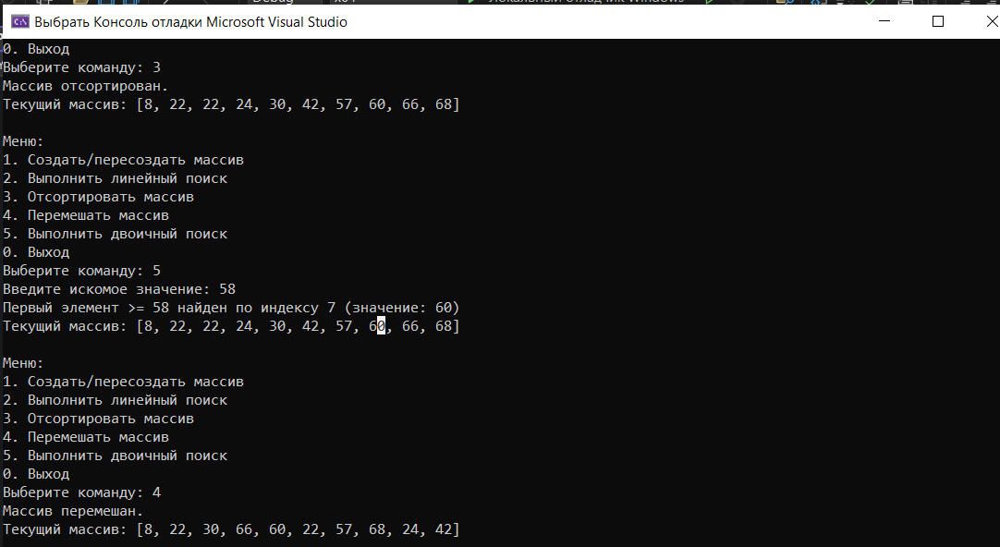 Выбрать Консоль отладки Microsoft Visual Studio
0. Выход
Выберите команду: 3
Массив отсортирован.
Текущий массив: [8, 22, 22, 24, 30, 42, 57, 60, 66, 68]
Меню:
1. Создать/пересоздать массив
2. Выполнить линейный поиск
3. Отсортировать массив
4. Перемешать массив
5. Выполнить двоичный поиск
0. Выход
Выберите команду: 5
Введите искомое значение: 58
Первый элемент >= 58 найден по индексу 7 (значение: 60)
Текущий массив: [8, 22, 22, 24, 30, 42, 57, 60, 66, 68]
Меню:
1. Создать/пересоздать массив
2. Выполнить линейный поиск
3. Отсортировать массив
4. Перемешать массив
5. Выполнить двоичный поиск
0. Выход
Выберите команду: 4
Массив перемешан.
Текущий массив: [8, 22, 30, 66, 60, 22, 57, 68, 24, 42]